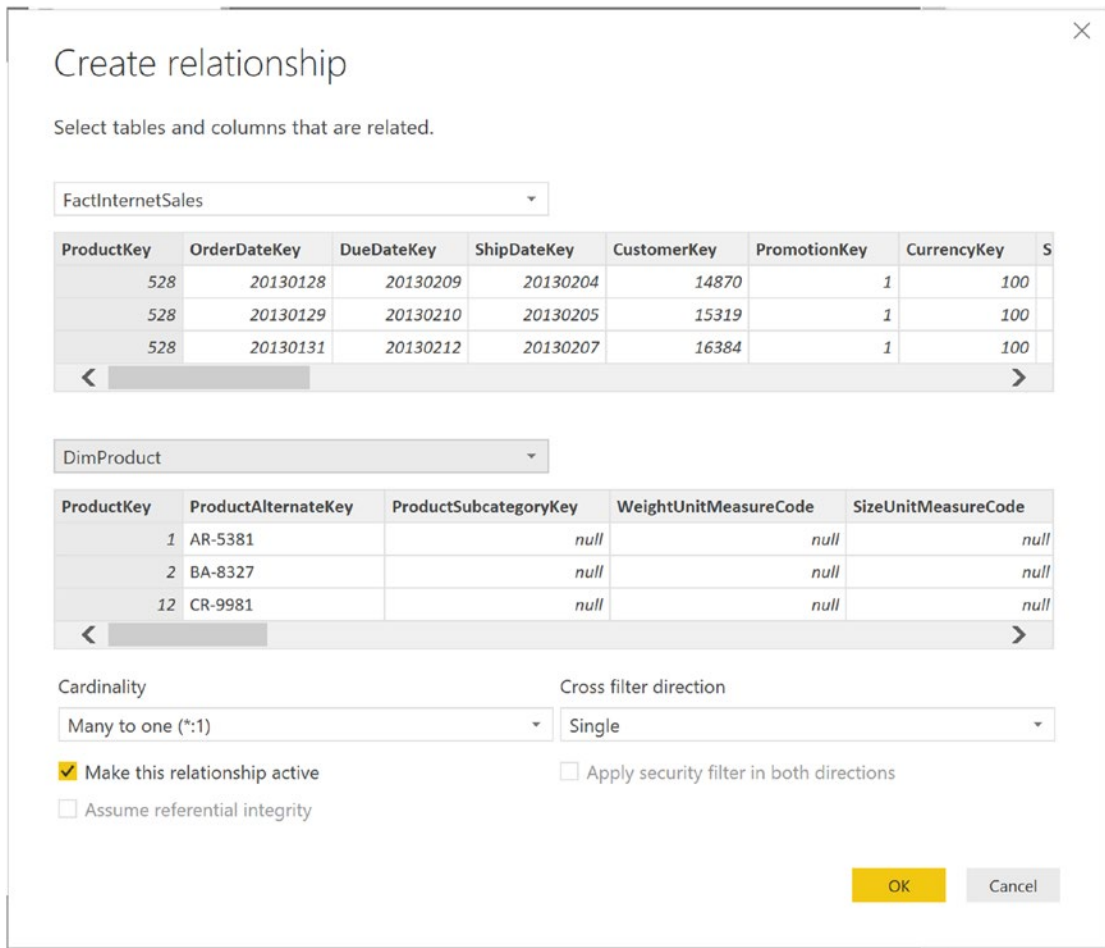 Create relationship
Select tables and columns that are related.
FactInternetSales
ProductKey OrderDateKey DueDateKey ShipDateKey CustomerKey PromotionKey CurrencyKey S
528 20130128 20130209 20130204 14870 1 100
528 20130129 20130210 20130205 15319 1 100
528 20130131 20130212 20130207 16384 1 100
DimProduct
ProductKey ProductAlternateKey ProductSubcategoryKey WeightUnitMeasureCode SizeUnitMeasureCode
1 AR-5381 null null null
2 BA-8327 null null null
12 CR-9981 null null null
Cardinality Cross filter direction
Many to one (*:1) Single
Make this relationship active Apply security filter in both directions
Assume referential integrity
OK Cancel